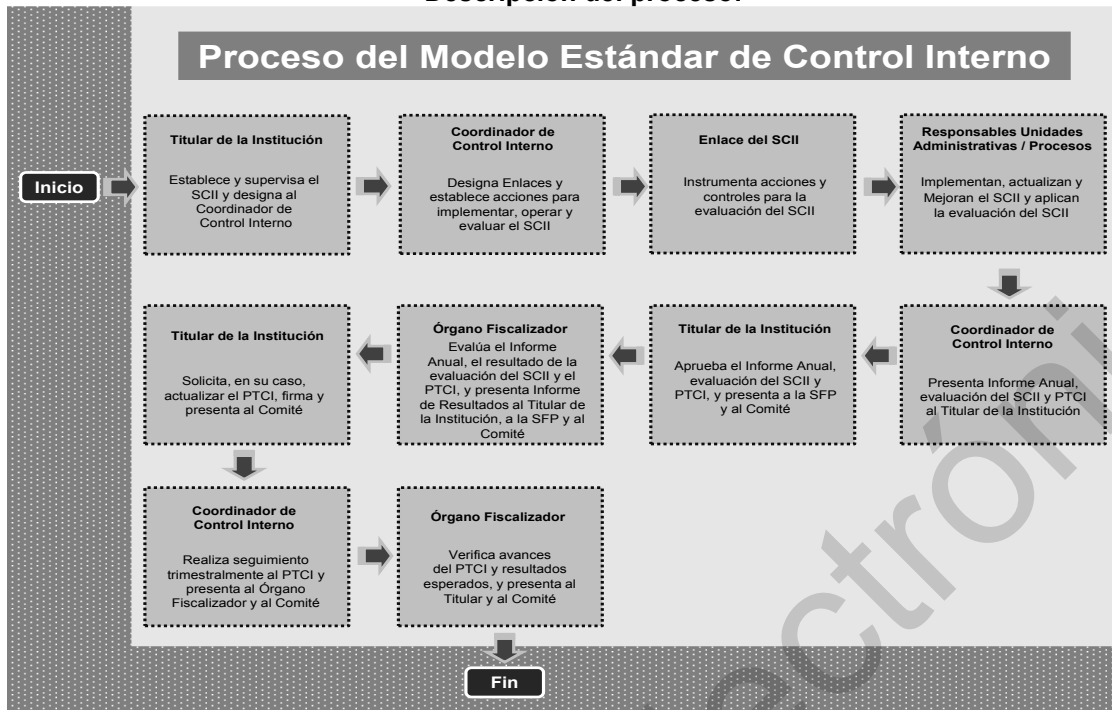 Descripción del proceso:
Proceso del Modelo Estándar de Control Interno
Inicio
Titular de la Institución
Establece y supervisa el
SCII y designa al
Coordinador de
Control Interno
Coordinador de
Control Interno
Designa Enlaces y
establece acciones para
implementar, operar y
evaluar el SCII
Enlace del SCII
Instrumenta acciones y
controles para la
evaluación del SCII
Responsables Unidades
Administrativas / Procesos
Implementan, actualizan y
Mejoran el SCII y aplican
la evaluación del SCII
Coordinador de
Control Interno
Presenta Informe Anual,
evaluación del SCII y PTCI
al Titular de la Institución
Titular de la Institución
Aprueba el Informe Anual,
evaluación del SCII y
PTCI, y presenta a la SFP
y al Comité
Órgano Fiscalizador
Evalúa el Informe
Anual, el resultado de la
evaluación del SCII y el
PTCI, y presenta Informe
de Resultados al Titular de
la Institución, a la SFP y al
Comité
Titular de la Institución
Solicita, en su caso,
actualizar el PTCI, firma y
presenta al Comité
Coordinador de
Control Interno
Realiza seguimiento
trimestralmente al PTCI y
presenta al Órgano
Fiscalizador y al Comité
Órgano Fiscalizador
Verifica avances
del PTCI y resultados
esperados, y presenta al
Titular y al Comité
Fin